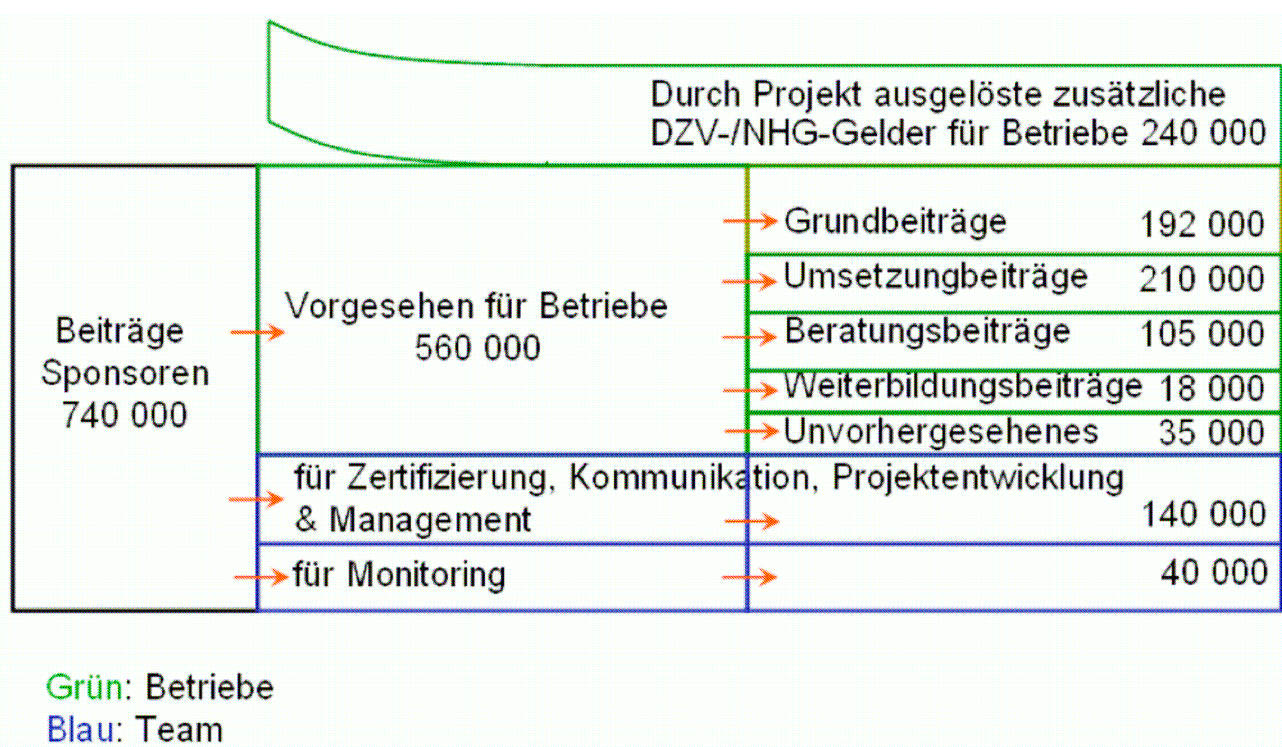 Durch Projekt ausgelöste zusätzliche
DZV-/NHG-Gelder für Betriebe 240 000
Beiträge
Sponsoren
740 000
Vorgesehen für Betriebe
560 000
Grundbeiträge 192 000
Umsetzungbeiträge 210 000
Beratungsbeiträge 105 000
Weiterbildungsbeiträge 18 000
Unvorhergesehenes 35 000
für Zertifizierung, Kommunikation, Projektentwicklung
& Management 140 000
für Monitoring 40 000
Grün: Betriebe
Blau: Team